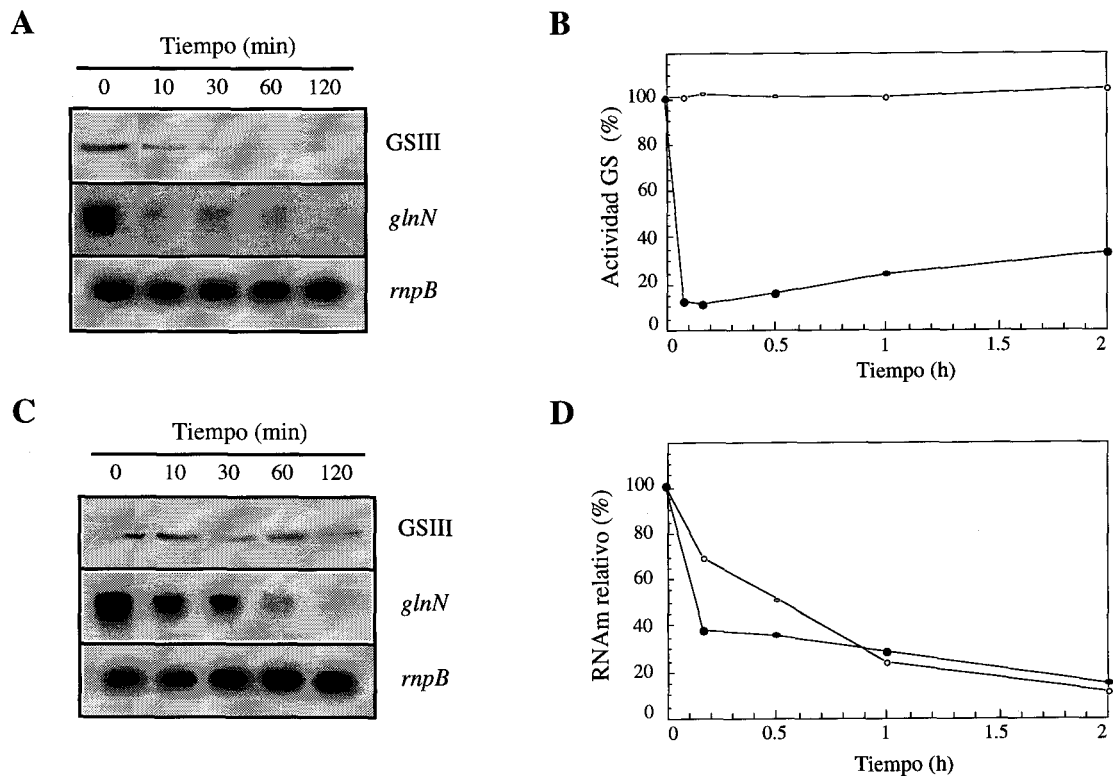 A
Tiempo (min)
0 10 30 60 120
GSIII
glnN
rnpB
B
Actividad GS (%)
100
80
60
40
20
0
0 0.5 1 1.5 2
Tiempo (h)
C
Tiempo (min)
0 10 30 60 120
GSIII
glnN
rnpB
D
RNAm relativo (%)
100
80
60
40
20
0
0 0.5 1 1.5 2
Tiempo (h)